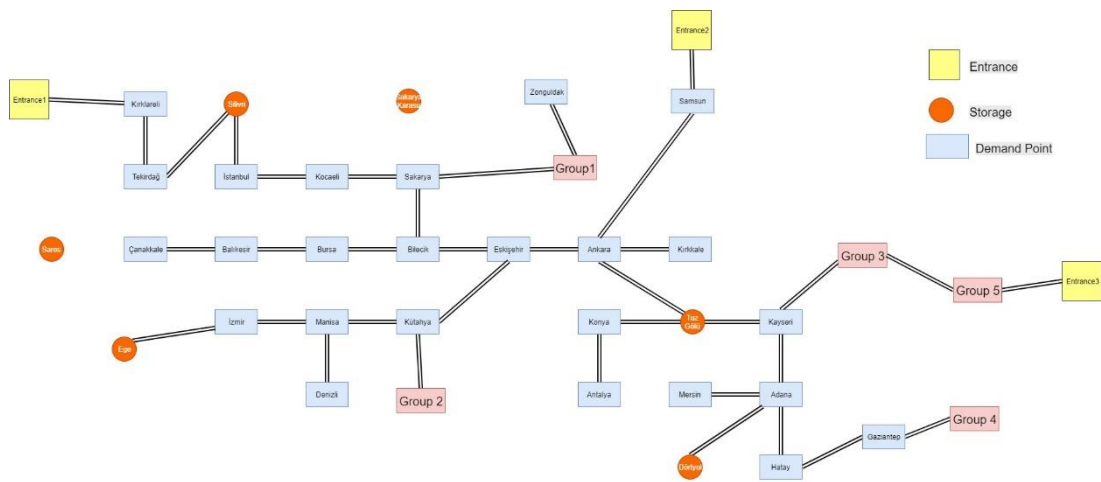 Entrance2
Entrance
Entrance1
Kırklareli
Silivri
Sakarya
Karasu
Zonguldak
Samsun
Storage
Demand Point
Tekirdağ
İstanbul
Kocaeli
Sakarya
Group1
Saros
Çanakkale
Balıkesir
Bursa
Bilecik
Eskişehir
Ankara
Kırkkale
Group 3
Group 5
Entrance3
Ege
İzmir
Manisa
Kütahya
Konya
Tuz
Gölü
Kayseri
Denizli
Group 2
Antalya
Mersin
Adana
Gaziantep
Group 4
Dörtyol
Hatay